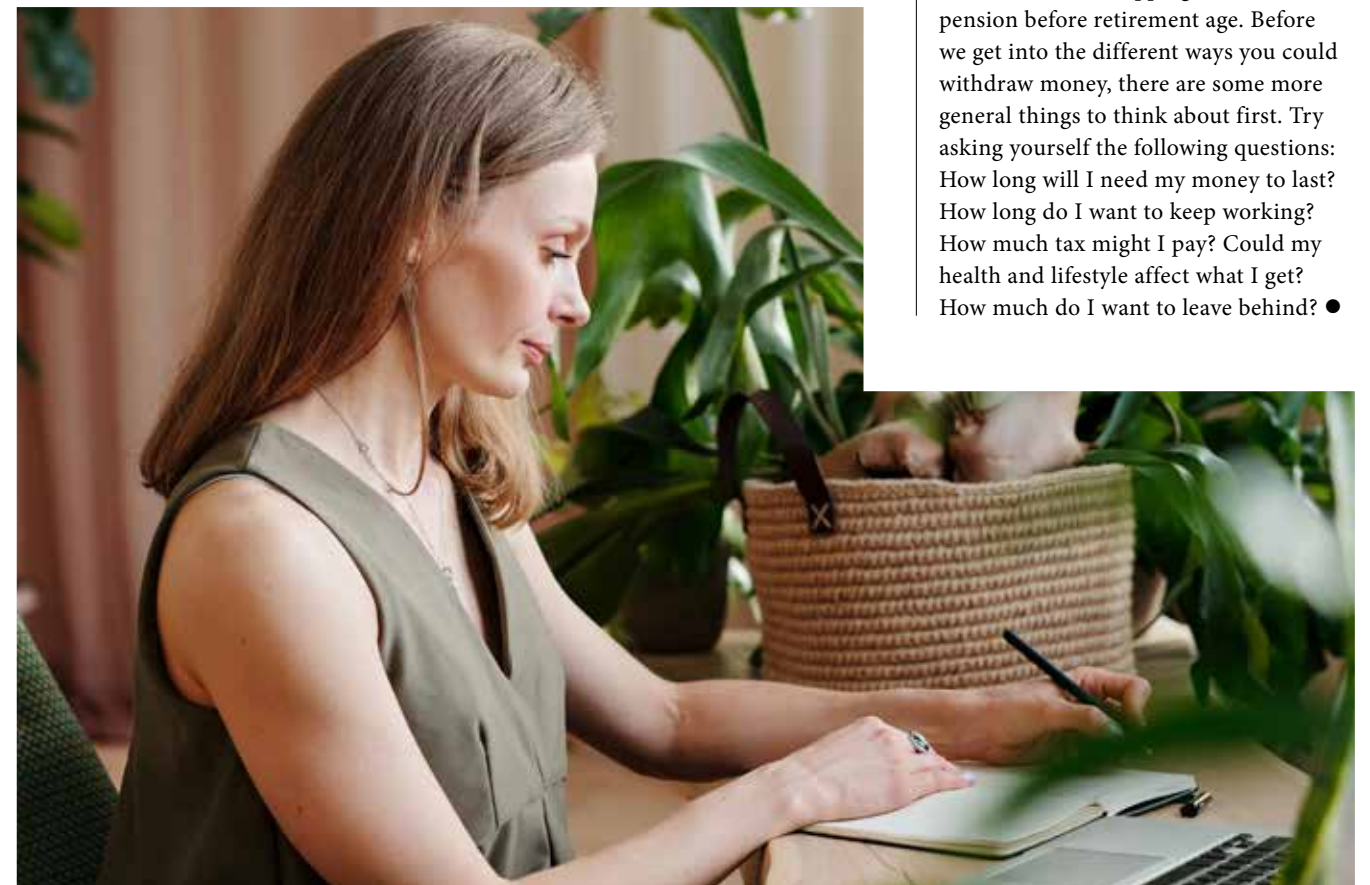 pension before retirement age. Before
we get into the different ways you could
withdraw money, there are some more
general things to think about first. Try
asking yourself the following questions:
How long will I need my money to last?
How long do I want to keep working?
How much tax might I pay? Could my
health and lifestyle affect what I get?
How much do I want to leave behind? ●